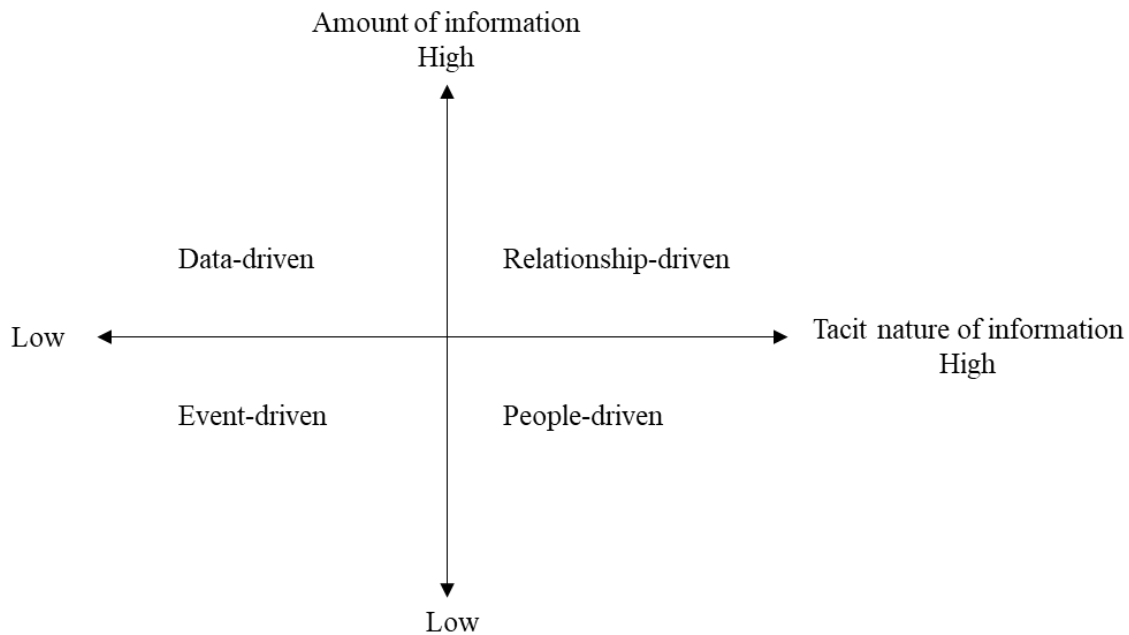 Amount of information
High
Data-driven
Relationship-driven
Low
Tacit nature of information
High
Event-driven
People-driven
Low